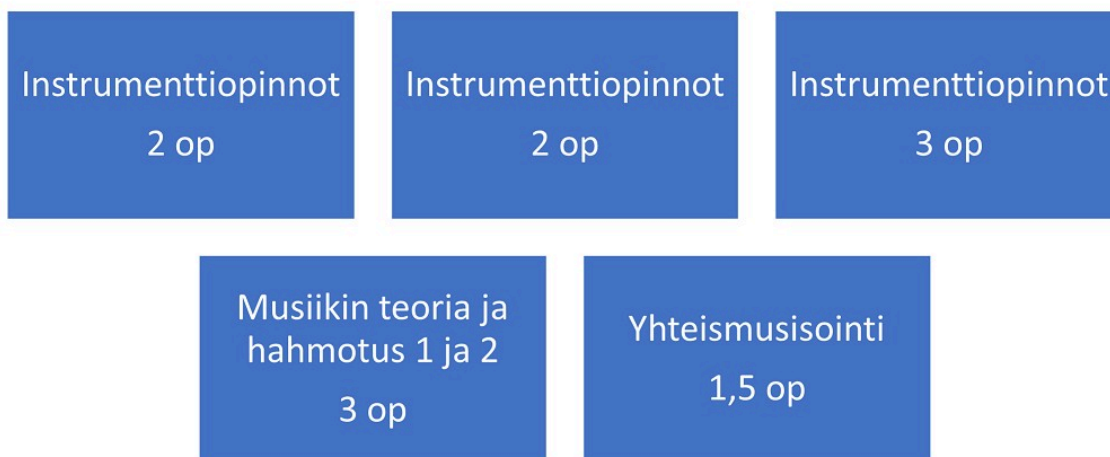 Instrumenttiopinnot
2 op
Instrumenttiopinnot
2 op
Instrumenttiopinnot
3 op
Musiikin teoria ja
hahmotus 1 ja 2
3 op
Yhteismusisointi
1,5 op